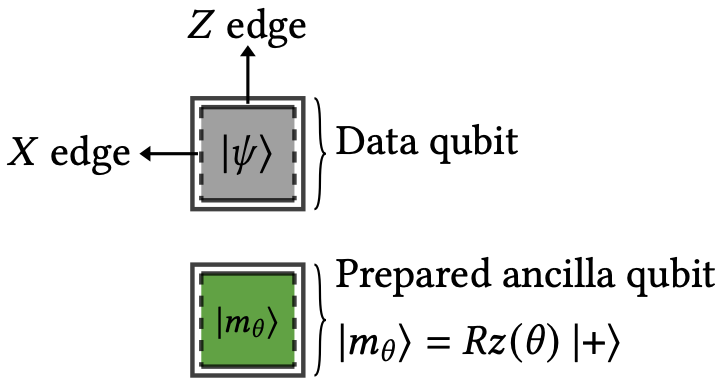 Z edge
X edge
|ψ⟩
Data qubit
Prepared ancilla qubit
|m_θ⟩
|m_θ⟩ = Rz(θ) |+⟩